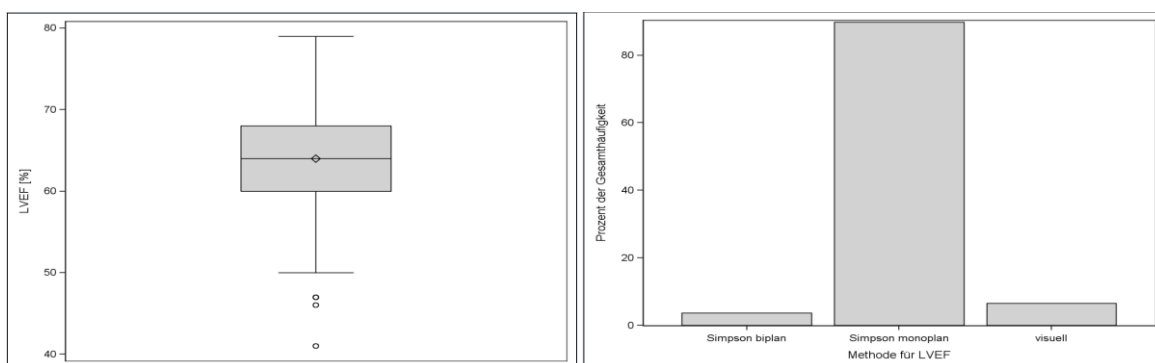 80
70
60
50
40
LVEF [%]
80
60
40
20
0
Prozent der Gesamthäufigkeit
Simpson biplan
Simpson monoplan
visuell
Methode für LVEF